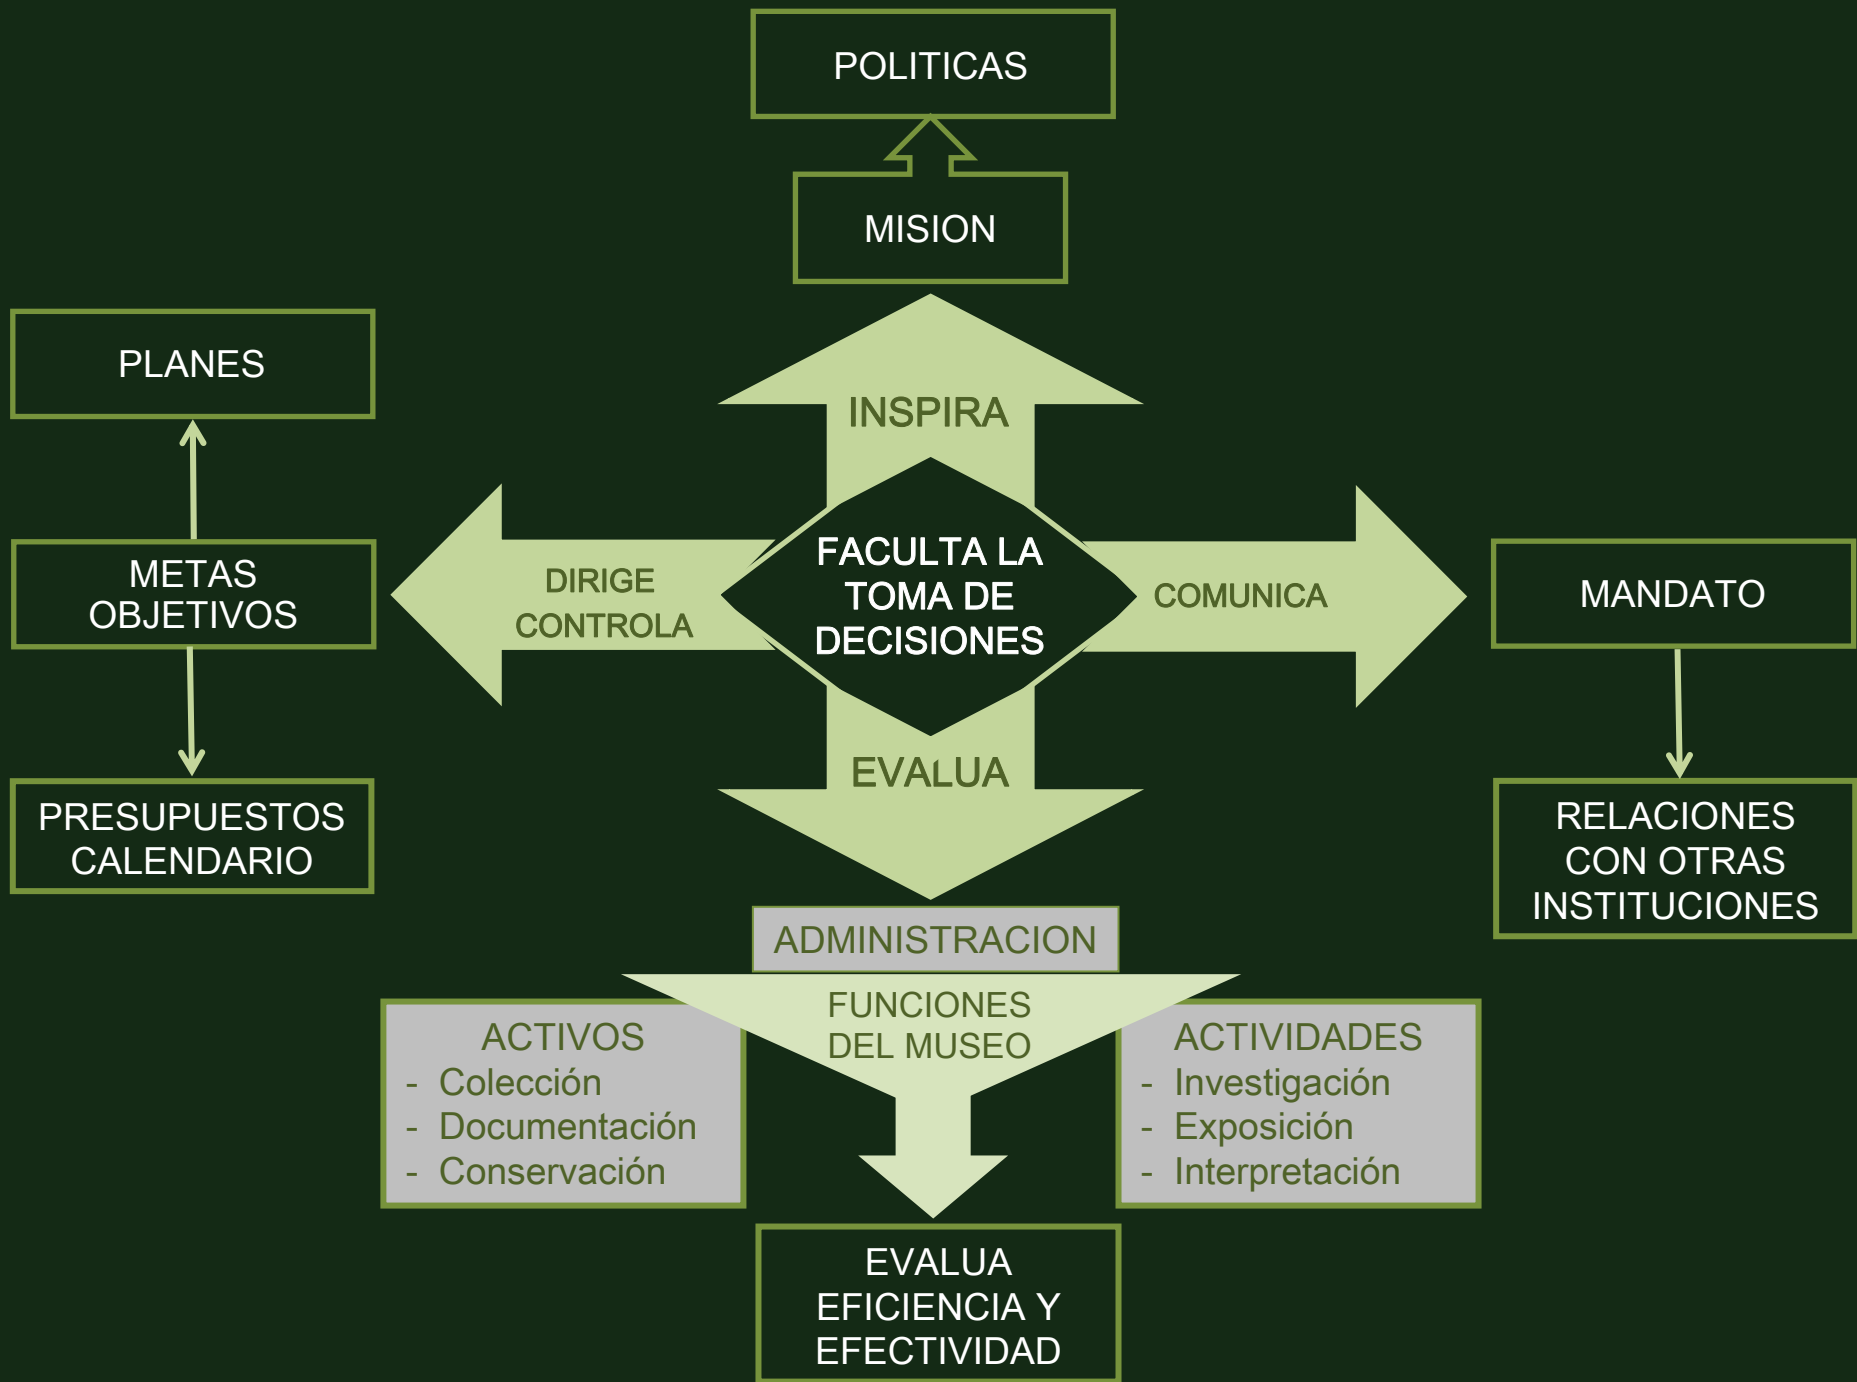 POLITICAS
MISION
INSPIRA
PLANES
METAS
OBJETIVOS
PRESUPUESTOS
CALENDARIO
DIRIGE
CONTROLA
FACULTA LA
TOMA DE
DECISIONES
COMUNICA
MANDATO
RELACIONES
CON OTRAS
INSTITUCIONES
EVALUA
ADMINISTRACION
FUNCIONES
DEL MUSEO
ACTIVOS
- Colección
- Documentación
- Conservación
ACTIVIDADES
- Investigación
- Exposición
- Interpretación
EVALUA
EFICIENCIA Y
EFECTIVIDAD